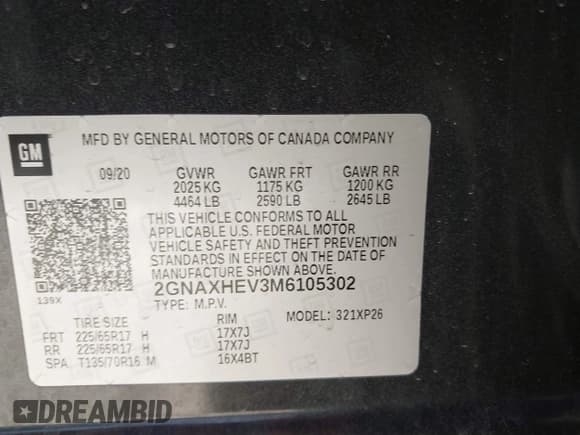 GM
MFD BY GENERAL MOTORS OF CANADA COMPANY
09/20 GVWR GAWR FRT GAWR RR
2025 KG 1175 KG 1200 KG
4464 LB 2590 LB 2645 LB
THIS VEHICLE CONFORMS TO ALL
APPLICABLE U.S. FEDERAL MOTOR
VEHICLE SAFETY AND THEFT PREVENTION
STANDARDS IN EFFECT ON THE DATE OF
MANUFACTURE SHOWN ABOVE.
139X
2GNAXHEV3M6105302
TYPE: M.P.V. MODEL: 321XP26
TIRE SIZE RIM
FRT 225/65R17 H 17X7J
RR 225/65R17 H 17X7J
SPA T135/70R16 M 16X4BT
DREAMBID